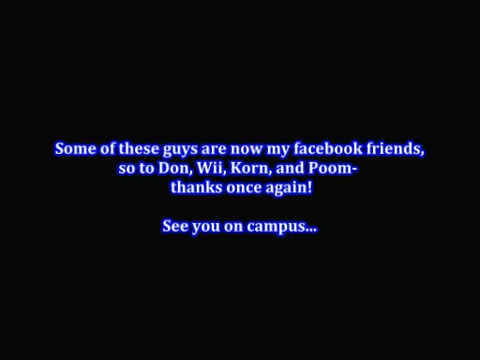 Some of these guys are now my facebook friends,
so to Don, Wii, Korn, and Poom-
thanks once again!
See you on campus...